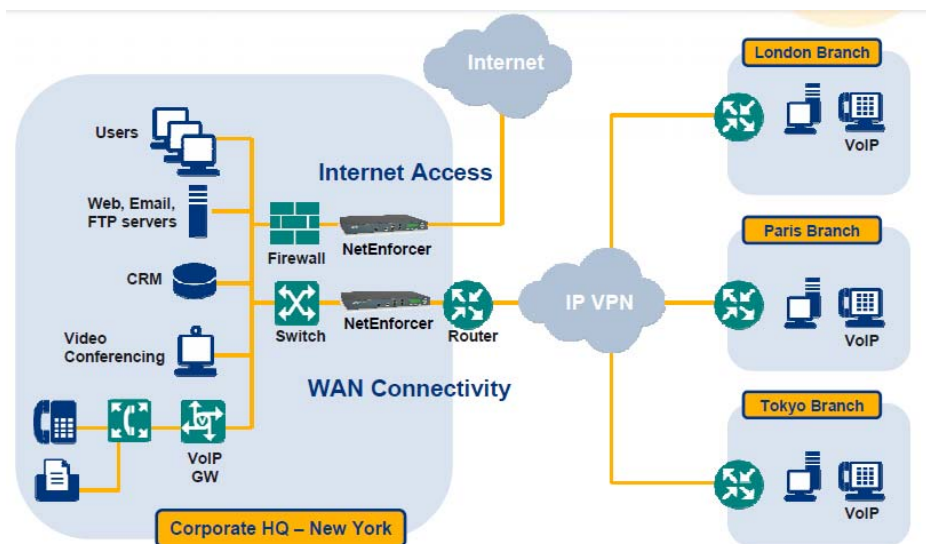 Internet
London Branch
VoIP
Users
Internet Access
Web, Email,
FTP servers
Firewall
NetEnforcer
Paris Branch
VoIP
CRM
Switch
NetEnforcer
Router
IP VPN
Video
Conferencing
WAN Connectivity
VoIP
GW
Tokyo Branch
VoIP
Corporate HQ – New York